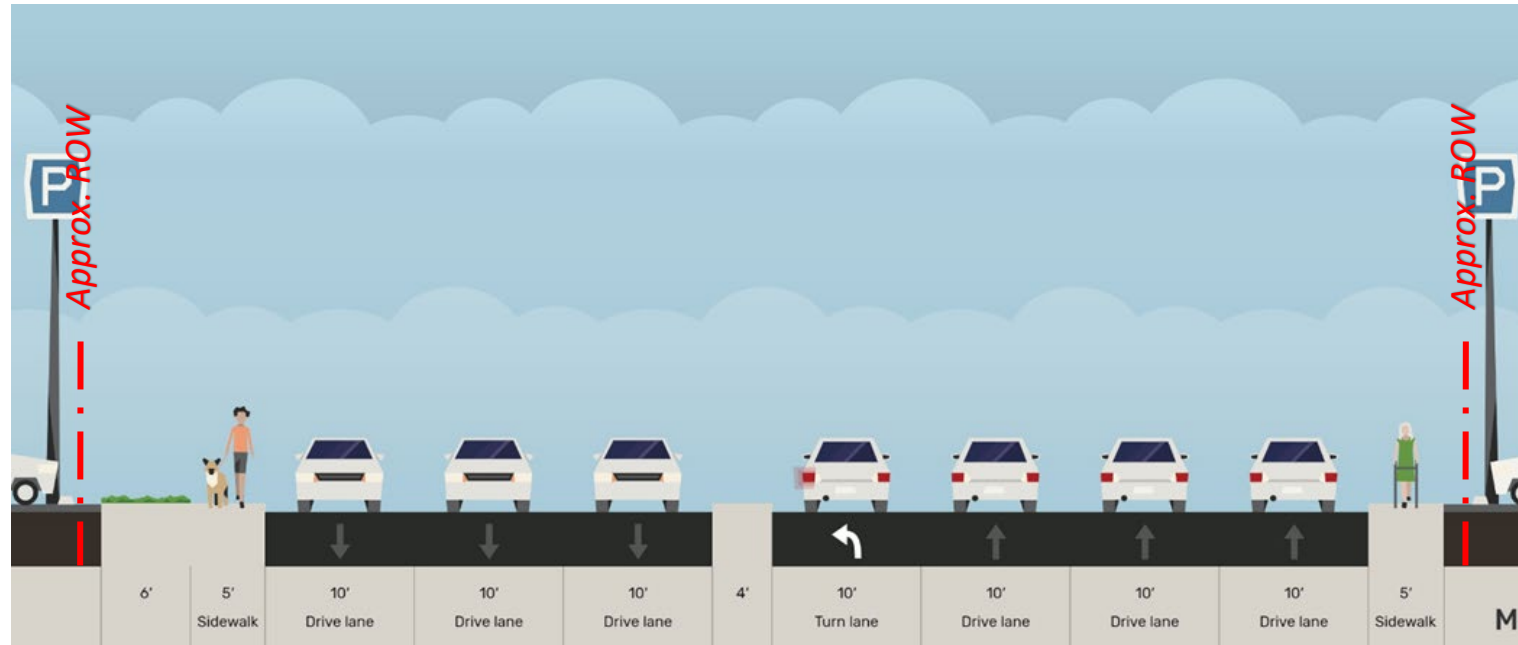 Approx. ROW
Approx. ROW
P
P
6'
5'
Sidewalk
10'
Drive lane
10'
Drive lane
10'
Drive lane
4'
10'
Turn lane
10'
Drive lane
10'
Drive lane
10'
Drive lane
5'
Sidewalk
M